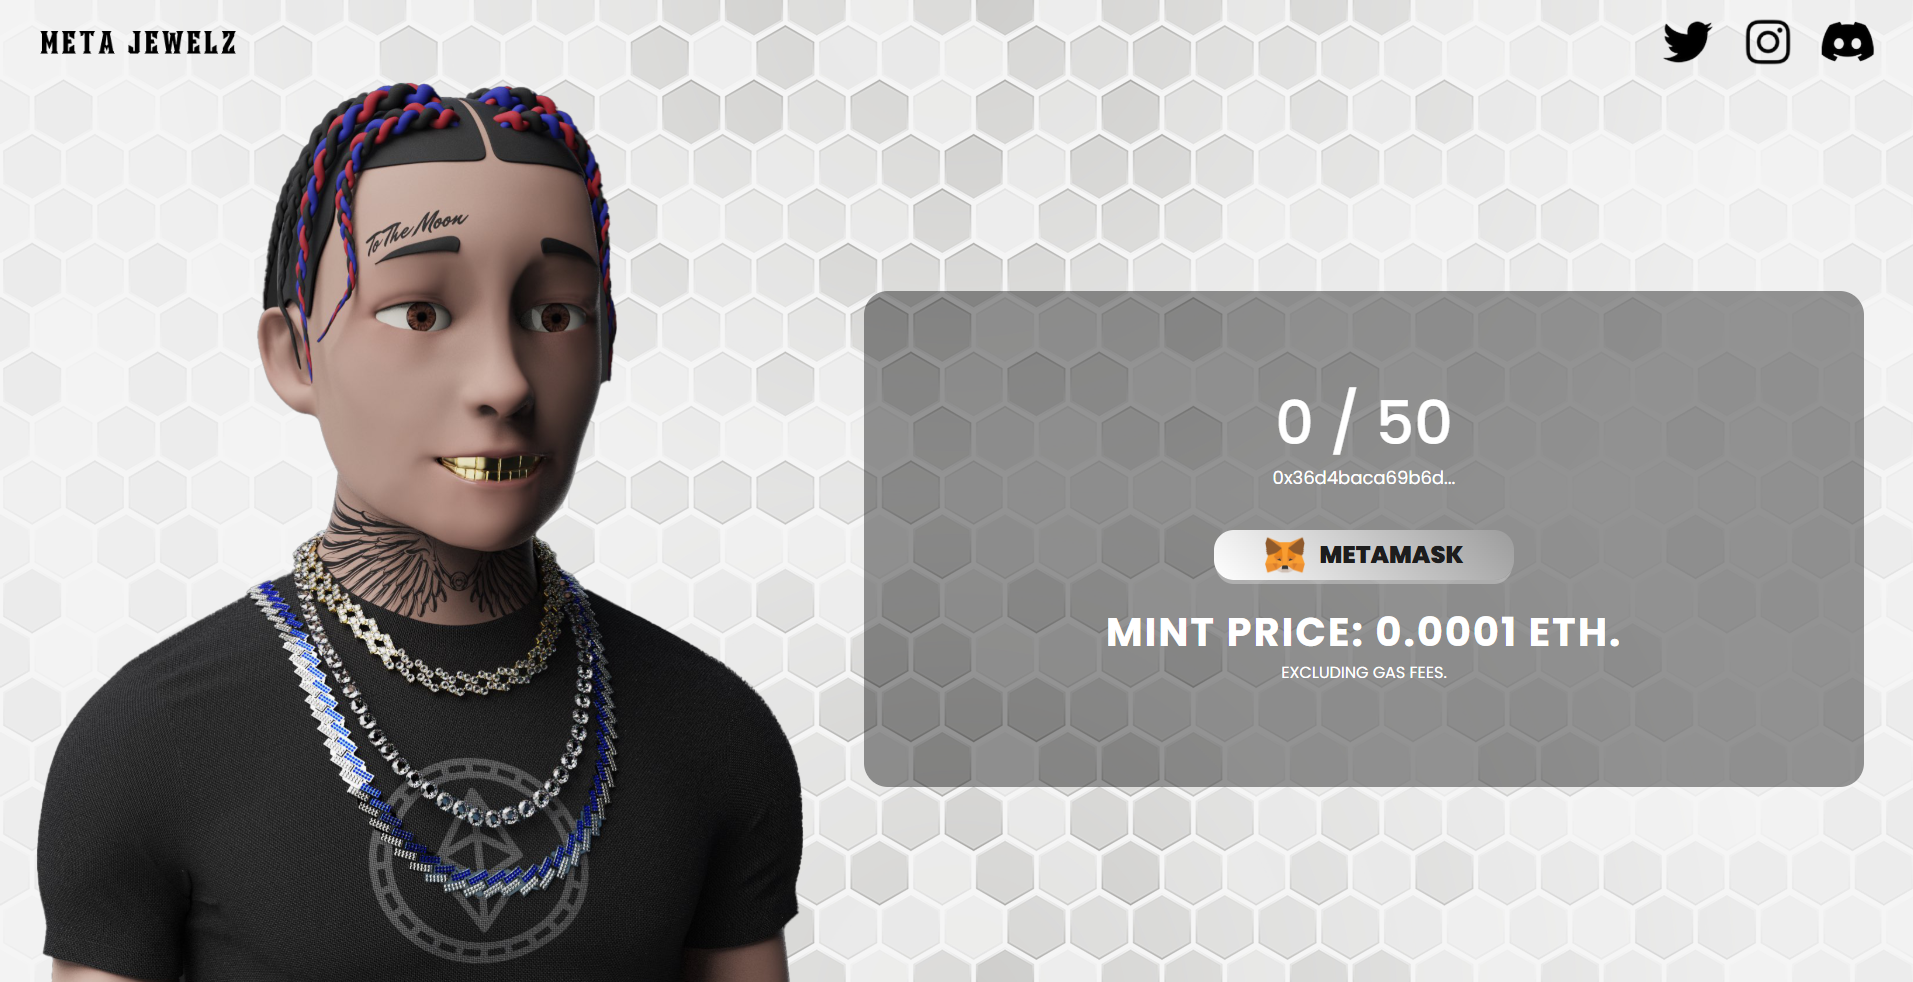 META JEWELZ
To The Moon
0 / 50
0x36d4baca69b6d...
METAMASK
MINT PRICE: 0.0001 ETH.
EXCLUDING GAS FEES.